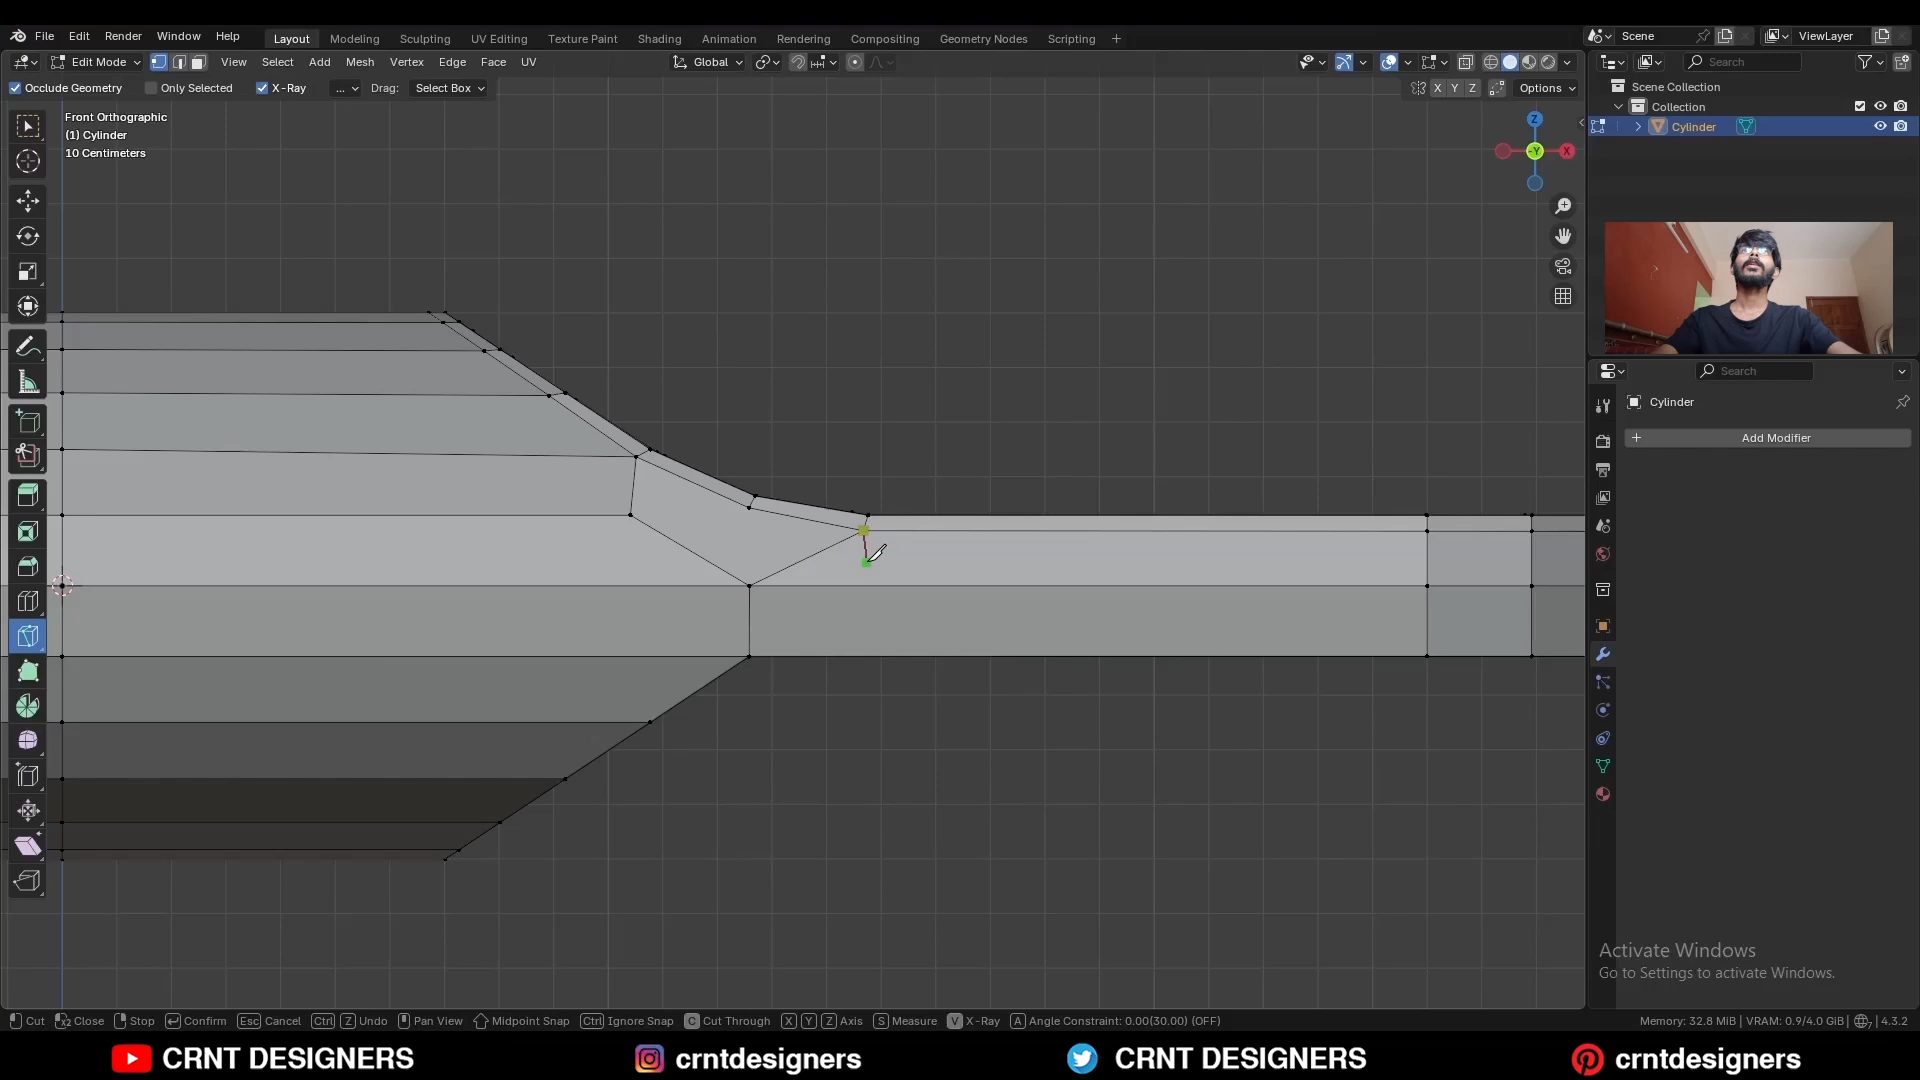 File Edit Render Window Help Layout Modeling Sculpting UV Editing Texture Paint Shading Animation Rendering Compositing Geometry Nodes Scripting + Scene ViewLayer
Edit Mode View Select Add Mesh Vertex Edge Face UV Global Search
Occlude Geometry Only Selected X-Ray ... Drag: Select Box X Y Z Options
Scene Collection
Collection
Cylinder
Front Orthographic
(1) Cylinder
10 Centimeters
Z
-Y
X
Search
Cylinder
+ Add Modifier
Activate Windows
Go to Settings to activate Windows.
Cut x2 Close Stop Confirm Esc Cancel Ctrl Z Undo Pan View Midpoint Snap Ctrl Ignore Snap C Cut Through X Y Z Axis S Measure V X-Ray A Angle Constraint: 0.00(30.00) (OFF) Memory: 32.8 MiB | VRAM: 0.9/4.0 GiB | 7 | 4.3.2
CRNT DESIGNERS crntdesigners CRNT DESIGNERS crntdesigners